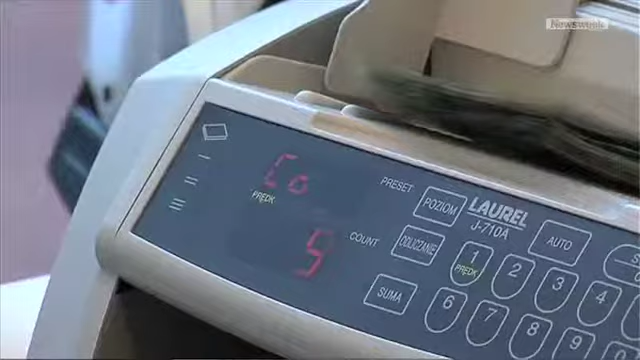 Newsweek
Co
PRĘDK
PRESET
POZIOM
LAUREL
J-710A
AUTO
5
COUNT
ODLICZANIE
SUMA
1
PRĘDK
2
3
4
6
7
8
9